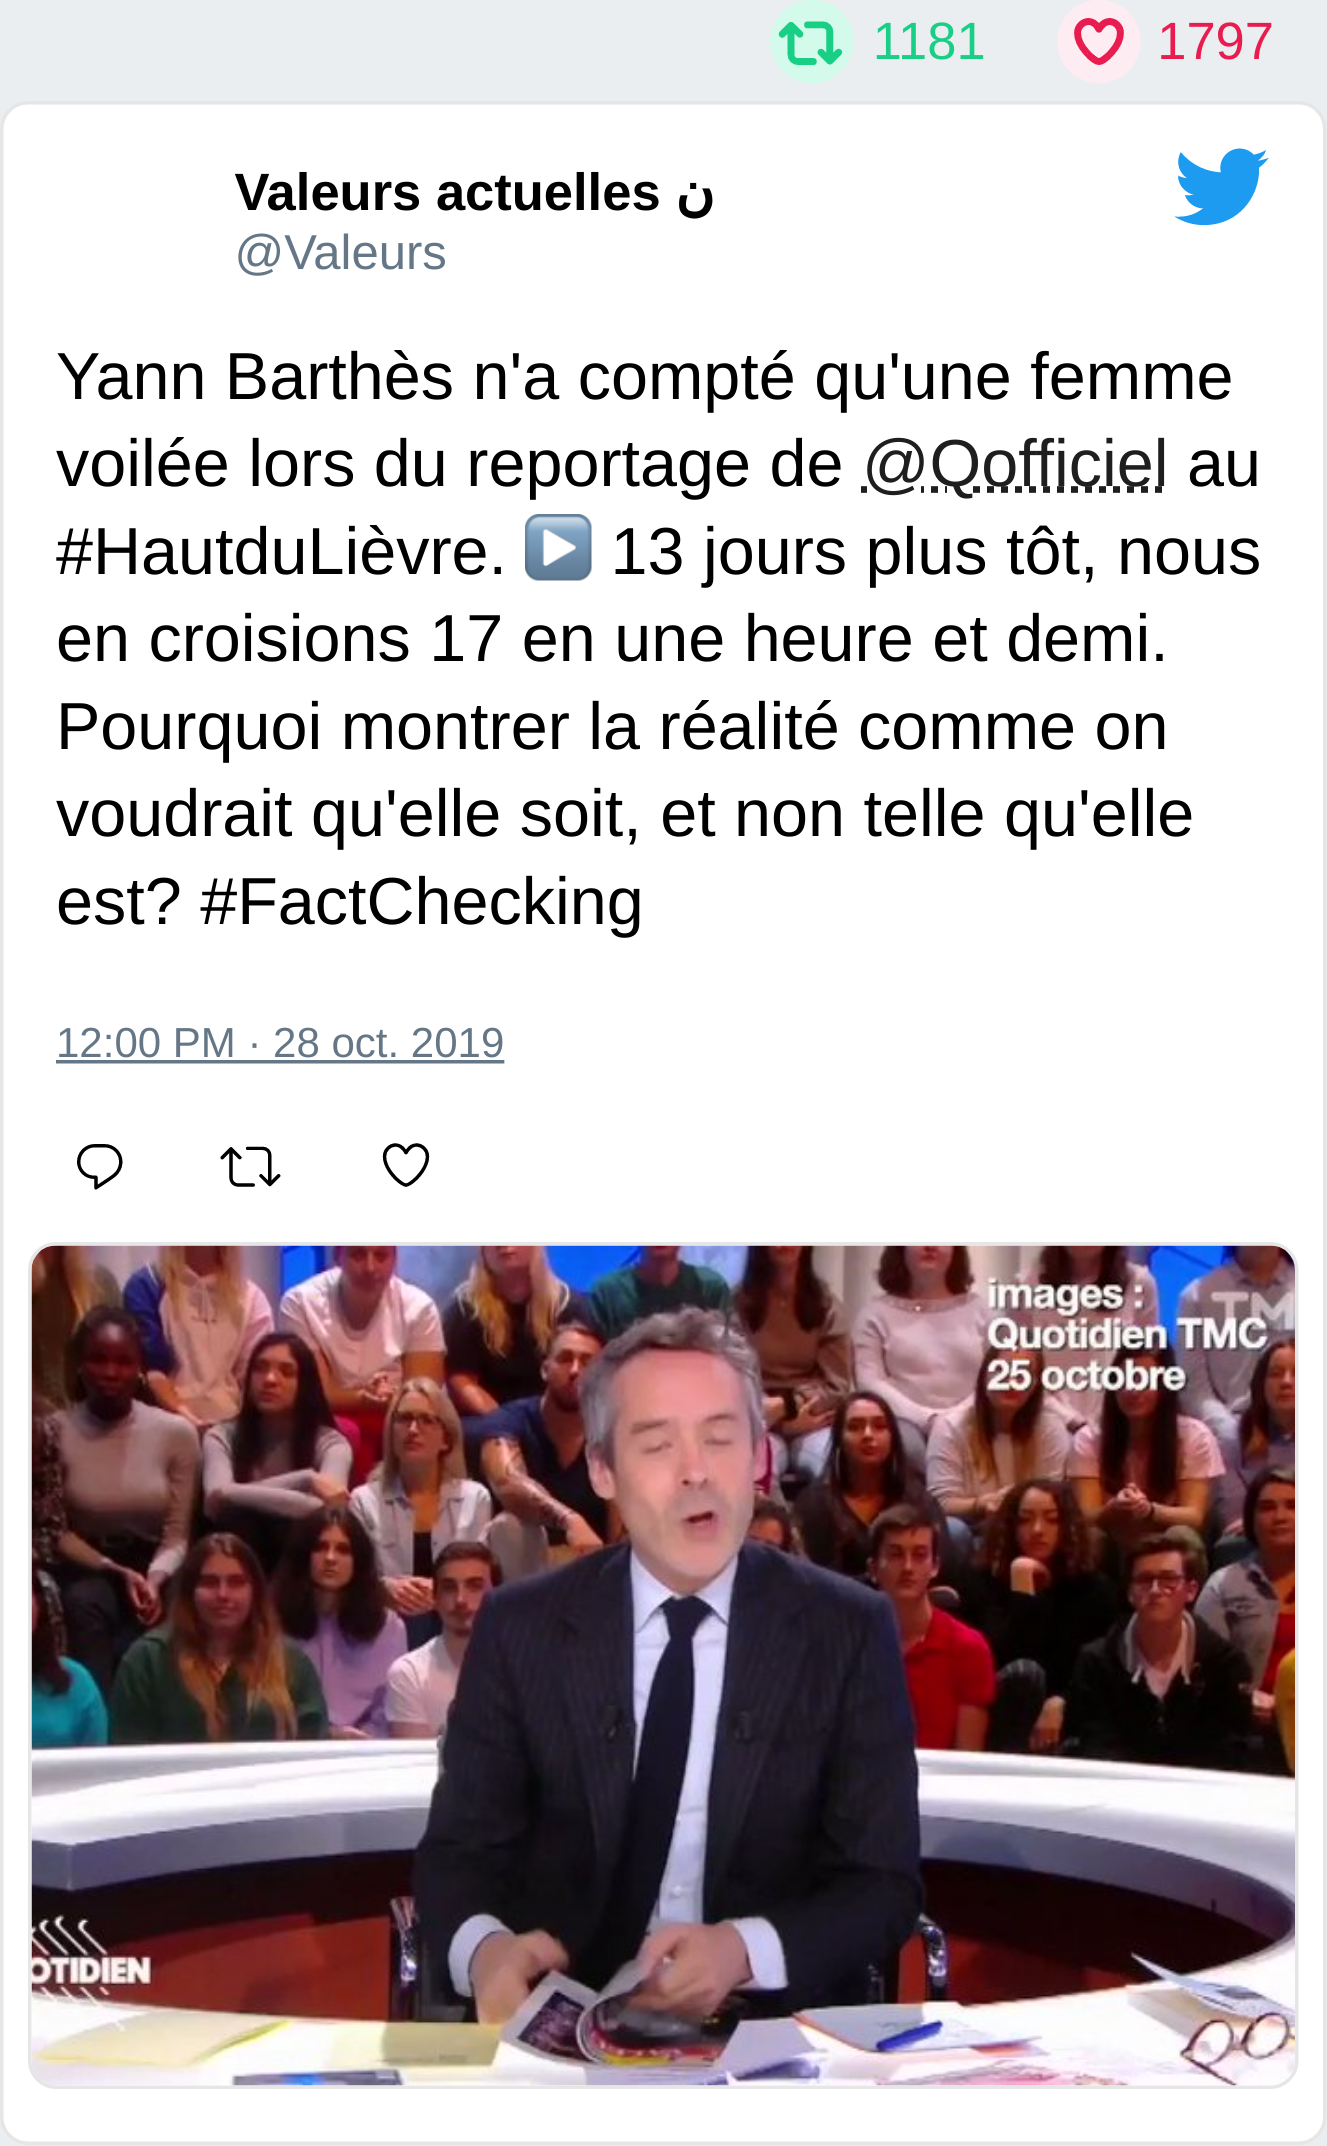 1181 1797
Valeurs actuelles ن
@Valeurs
Yann Barthès n'a compté qu'une femme
voilée lors du reportage de @Qofficiel au
#HautduLièvre. ▶️ 13 jours plus tôt, nous
en croisions 17 en une heure et demi.
Pourquoi montrer la réalité comme on
voudrait qu'elle soit, et non telle qu'elle
est? #FactChecking
12:00 PM · 28 oct. 2019
images :
Quotidien TMC
25 octobre
TM
OTIDIEN